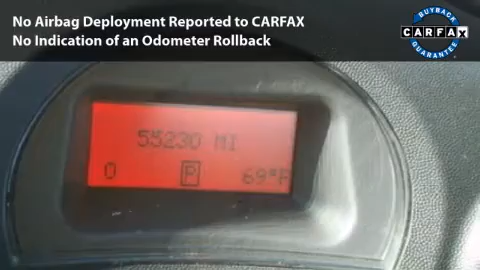 No Airbag Deployment Reported to CARFAX
No Indication of an Odometer Rollback
BUYBACK
CARFAX
GUARANTEE
55230 MI
0 P 69°F